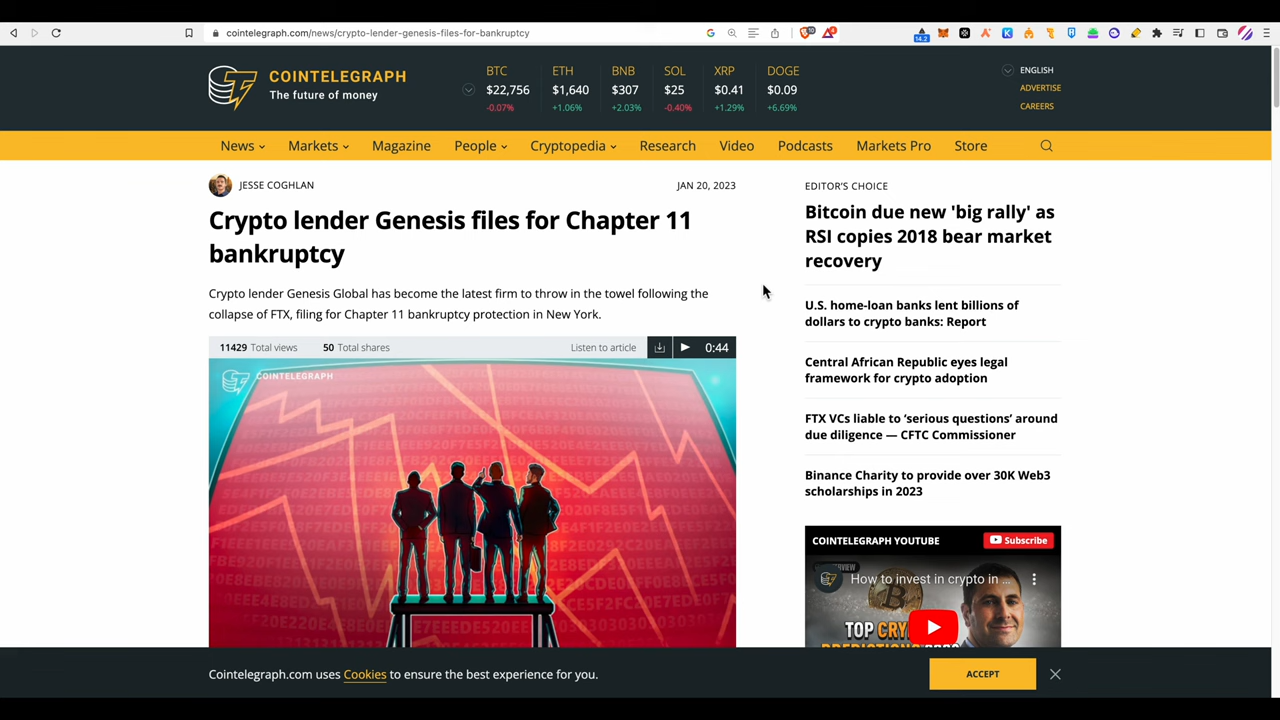 cointelegraph.com/news/crypto-lender-genesis-files-for-bankruptcy
14.2
COINTELEGRAPH
The future of money
BTC ETH BNB SOL XRP DOGE
$22,756 $1,640 $307 $25 $0.41 $0.09
-0.07% +1.06% +2.03% -0.40% +1.29% +6.69%
ENGLISH
ADVERTISE
CAREERS
News Markets Magazine People Cryptopedia Research Video Podcasts Markets Pro Store
JESSE COGHLAN JAN 20, 2023
Crypto lender Genesis files for Chapter 11
bankruptcy
Crypto lender Genesis Global has become the latest firm to throw in the towel following the
collapse of FTX, filing for Chapter 11 bankruptcy protection in New York.
11429 Total views 50 Total shares Listen to article 0:44
COINTELEGRAPH
EDITOR'S CHOICE
Bitcoin due new 'big rally' as
RSI copies 2018 bear market
recovery
U.S. home-loan banks lent billions of
dollars to crypto banks: Report
Central African Republic eyes legal
framework for crypto adoption
FTX VCs liable to ‘serious questions’ around
due diligence — CFTC Commissioner
Binance Charity to provide over 30K Web3
scholarships in 2023
COINTELEGRAPH YOUTUBE Subscribe
How to invest in crypto in ...
TOP
Cointelegraph.com uses Cookies to ensure the best experience for you.
ACCEPT